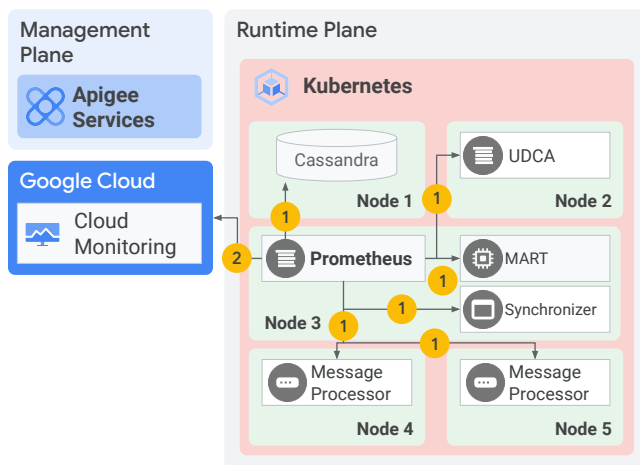 Management
Plane
Apigee
Services
Google Cloud
Cloud
Monitoring
Runtime Plane
Kubernetes
Cassandra
Node 1
UDCA
Node 2
1
1
2
Prometheus
MART
1
Synchronizer
1
Node 3
1
1
Message
Processor
Node 4
Message
Processor
Node 5